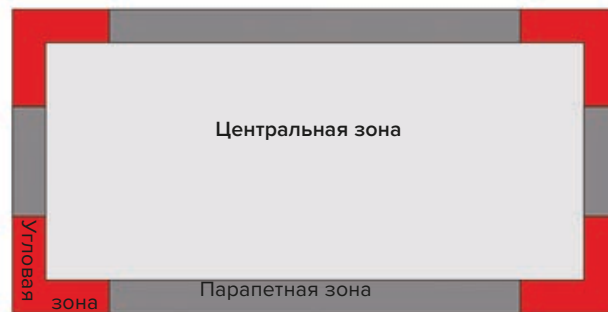 Центральная зона
Угловая
зона
Парапетная зона